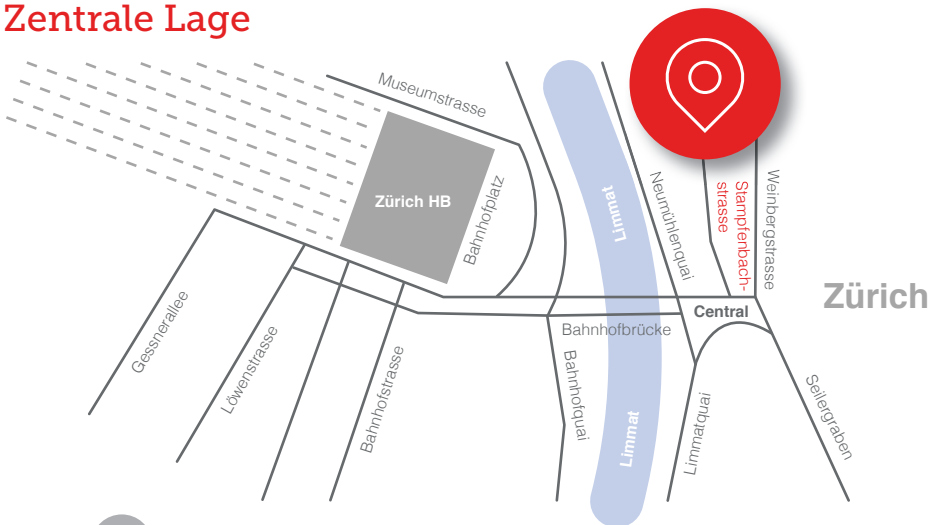 Zentrale Lage
Museumstrasse
Zürich HB
Bahnhofplatz
Limmat
Neumühlenquai
Stampfenbach-
strasse
Weinbergstrasse
Zürich
Central
Bahnhofbrücke
Gessnerallee
Löwenstrasse
Bahnhofstrasse
Bahnhofquai
Limmat
Limmatquai
Seilergraben